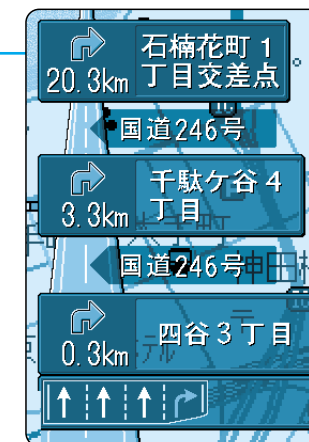 石楠花町1
丁目交差点
20.3km
国道246号
千駄ケ谷4
丁目
3.3km
国道246号
四谷3丁目
0.3km